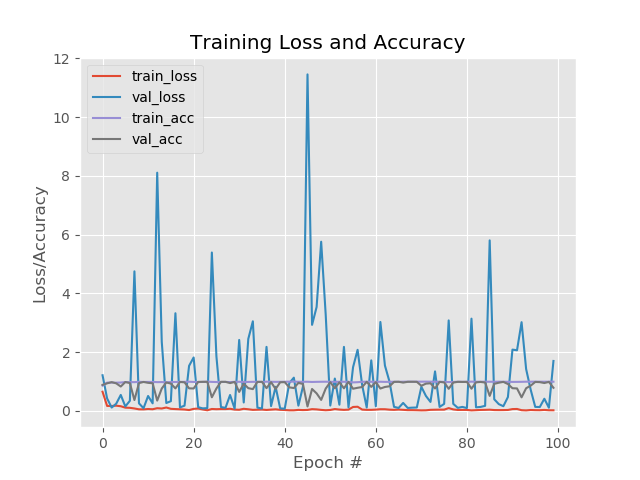 Training Loss and Accuracy
12
10
8
6
4
2
0
Loss/Accuracy
train_loss
val_loss
train_acc
val_acc
0 20 40 60 80 100
Epoch #